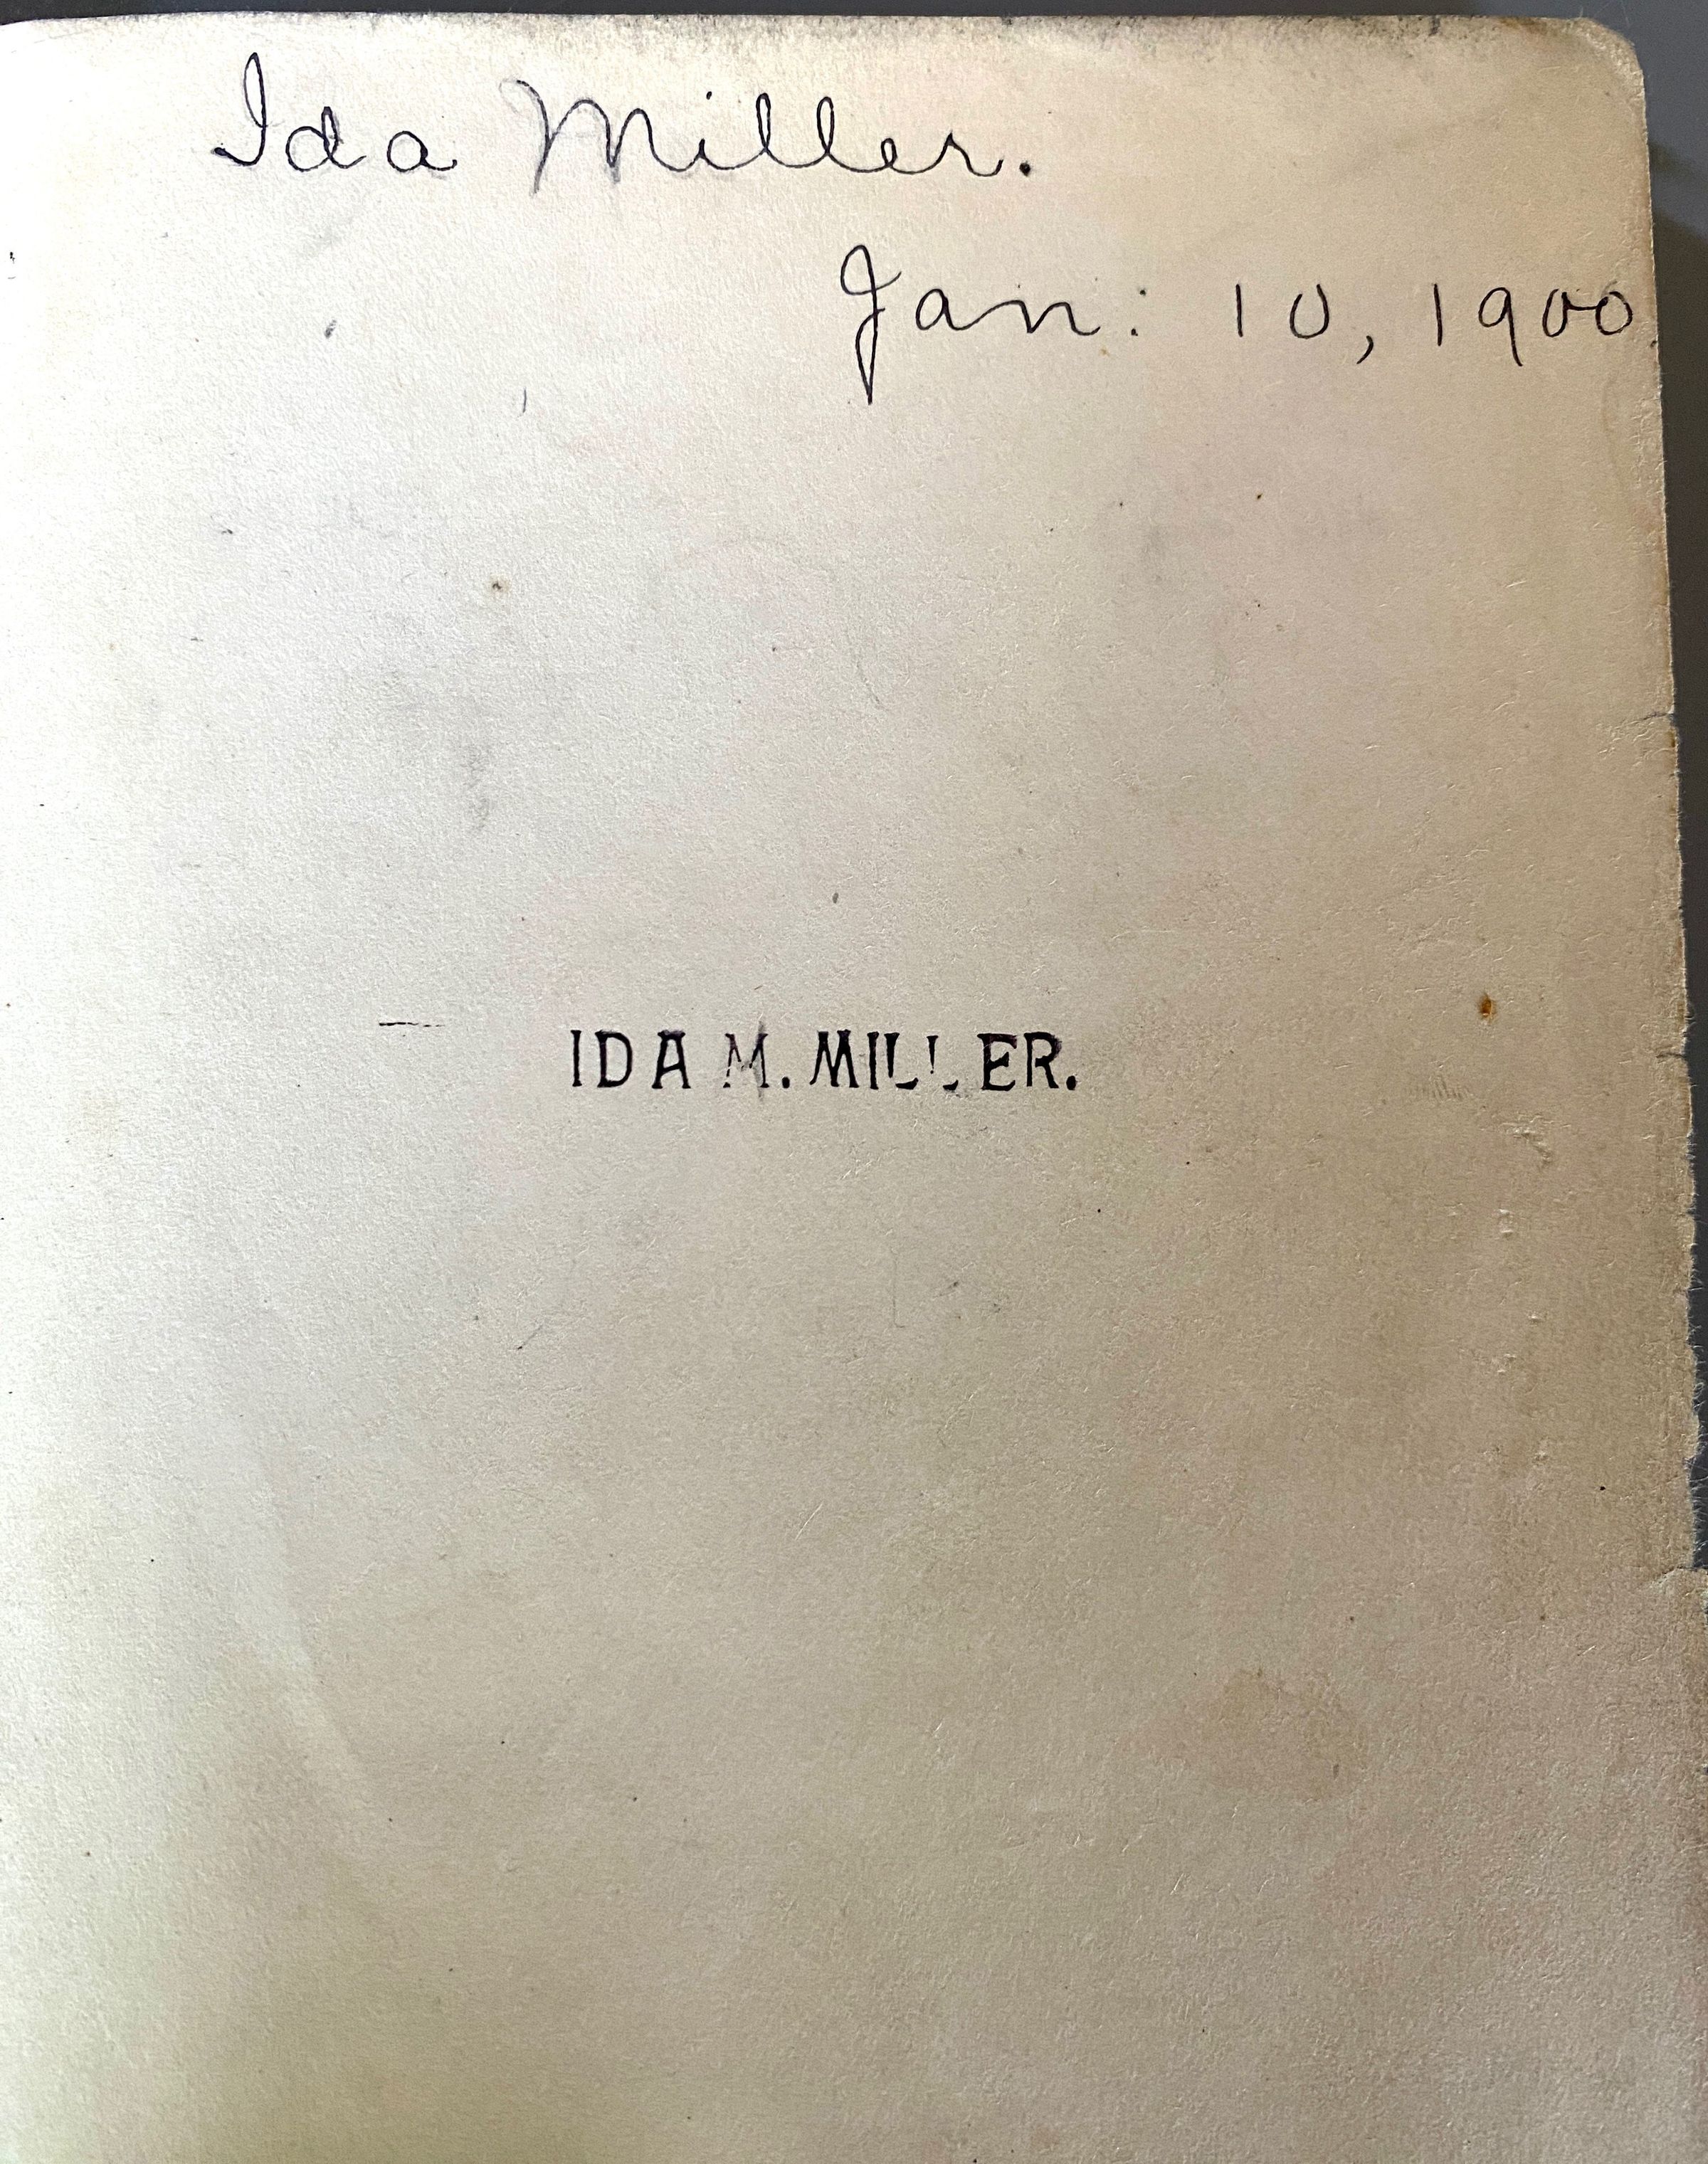 Ida Miller.
Jan: 10, 1900
IDA M. MILLER.